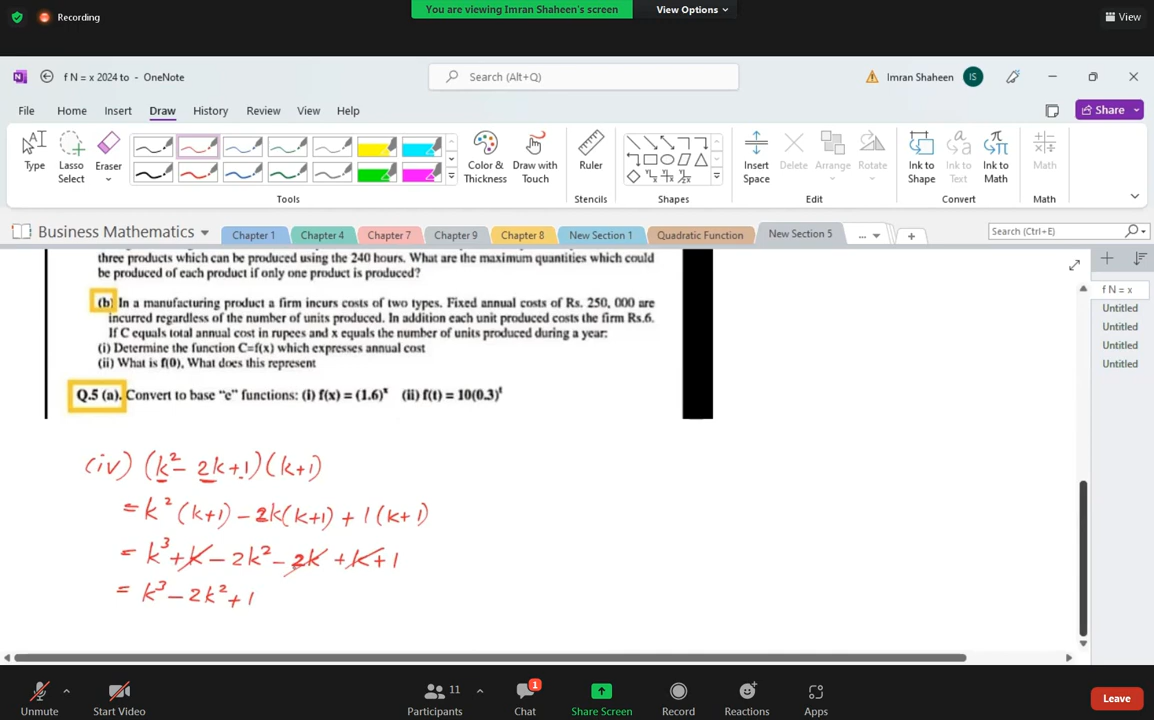 You are viewing Imran Shaheen's screen
View Options
Recording
View
f N = x 2024 to - OneNote
Search (Alt+Q)
Imran Shaheen
IS
File
Home
Insert
Draw
History
Review
View
Help
Share
Type
Lasso Select
Eraser
Color & Thickness
Draw with Touch
Ruler
Insert Space
Delete
Arrange
Rotate
Ink to Shape
Ink to Text
Ink to Math
Math
Tools
Stencils
Shapes
Edit
Convert
Math
Business Mathematics
Chapter 1
Chapter 4
Chapter 7
Chapter 9
Chapter 8
New Section 1
Quadratic Function
New Section 5
...
Search (Ctrl+E)
f N = x
Untitled
Untitled
Untitled
Untitled
three products which can be produced using the 240 hours. What are the maximum quantities which could
be produced of each product if only one product is produced?
(b) In a manufacturing product a firm incurs costs of two types. Fixed annual costs of Rs. 250, 000 are
incurred regardless of the number of units produced. In addition each unit produced costs the firm Rs.6.
If C equals total annual cost in rupees and x equals the number of units produced during a year:
(i) Determine the function C=f(x) which expresses annual cost
(ii) What is f(0), What does this represent
Q.5 (a). Convert to base "e" functions: (i) f(x) = (1.6)ˣ (ii) f(t) = 10(0.3)ᵗ
(iv) (k² - 2k+1)(k+1)
= k² (k+1) - 2k(k+1) + 1(k+1)
= k³ + k - 2k² - 2k + k + 1
= k³ - 2k² + 1
Unmute
Start Video
11
Participants
1
Chat
Share Screen
Record
Reactions
Apps
Leave